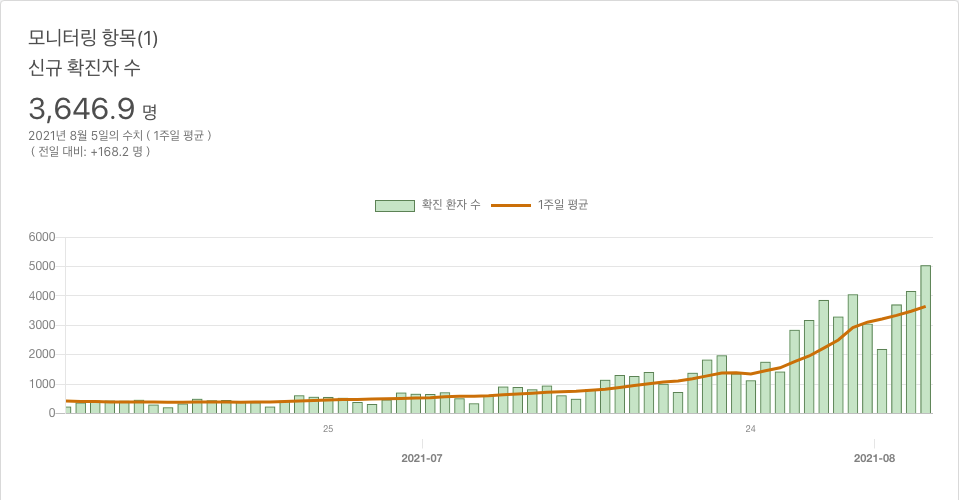 모니터링 항목(1)
신규 확진자 수
3,646.9 명
2021년 8월 5일의 수치 ( 1주일 평균 )
( 전일 대비: +168.2 명 )
확진 환자 수 1주일 평균
6000
5000
4000
3000
2000
1000
0
25 24
2021-07 2021-08